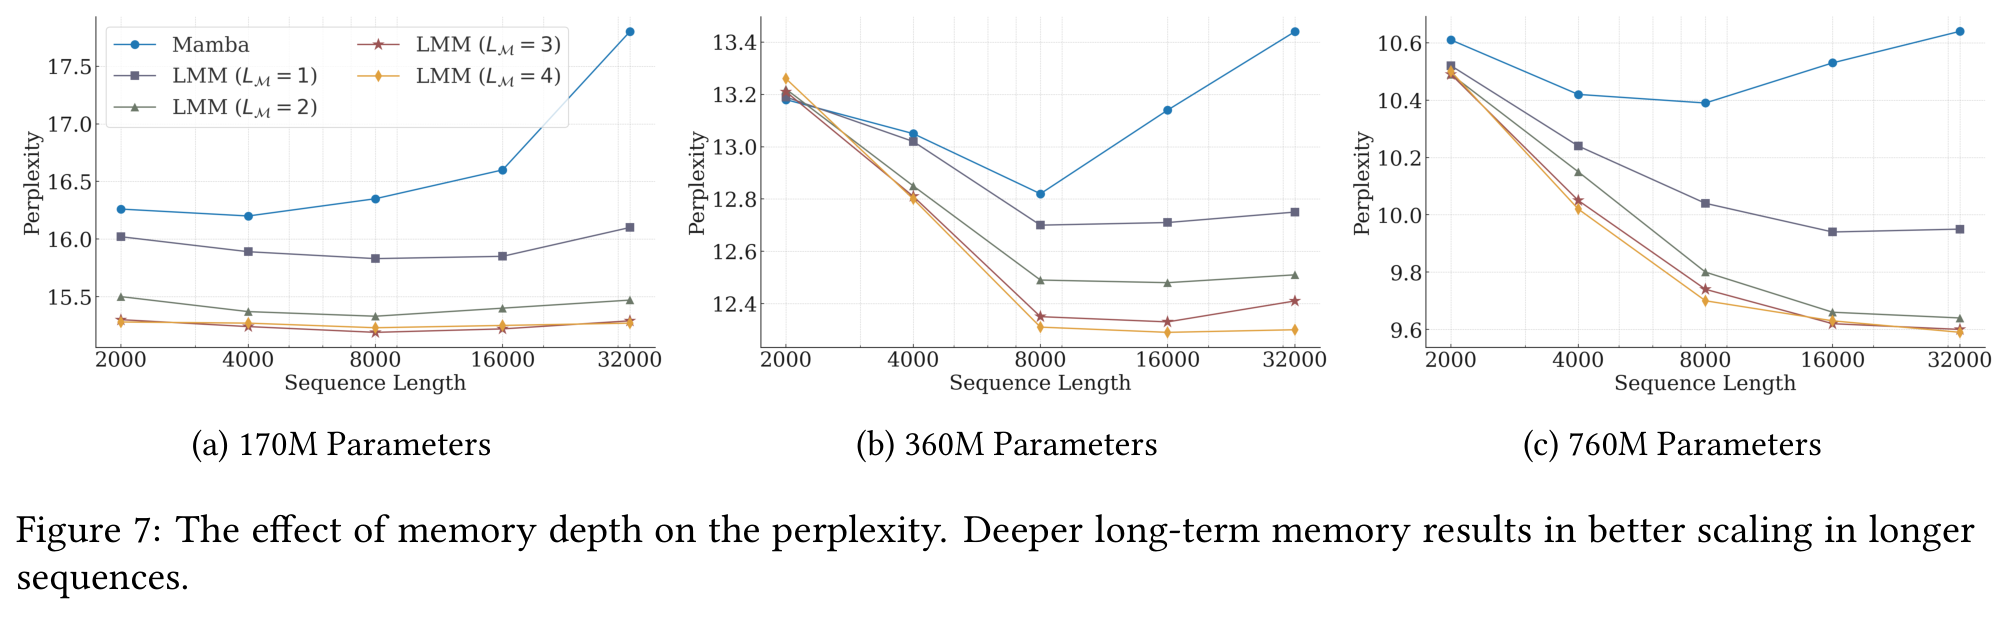 Mamba
LMM (L_ℳ = 1)
LMM (L_ℳ = 2)
LMM (L_ℳ = 3)
LMM (L_ℳ = 4)
Perplexity
17.5
17.0
16.5
16.0
15.5
2000 4000 8000 16000 32000
Sequence Length
(a) 170M Parameters
Perplexity
13.4
13.2
13.0
12.8
12.6
12.4
2000 4000 8000 16000 32000
Sequence Length
(b) 360M Parameters
Perplexity
10.6
10.4
10.2
10.0
9.8
9.6
2000 4000 8000 16000 32000
Sequence Length
(c) 760M Parameters
Figure 7: The effect of memory depth on the perplexity. Deeper long-term memory results in better scaling in longer
sequences.